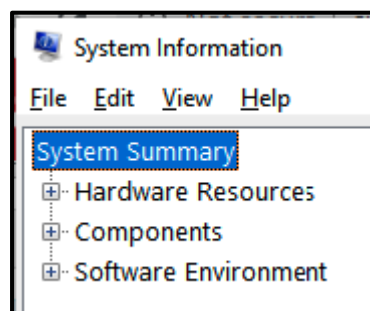 System Information
File Edit View Help
System Summary
Hardware Resources
Components
Software Environment